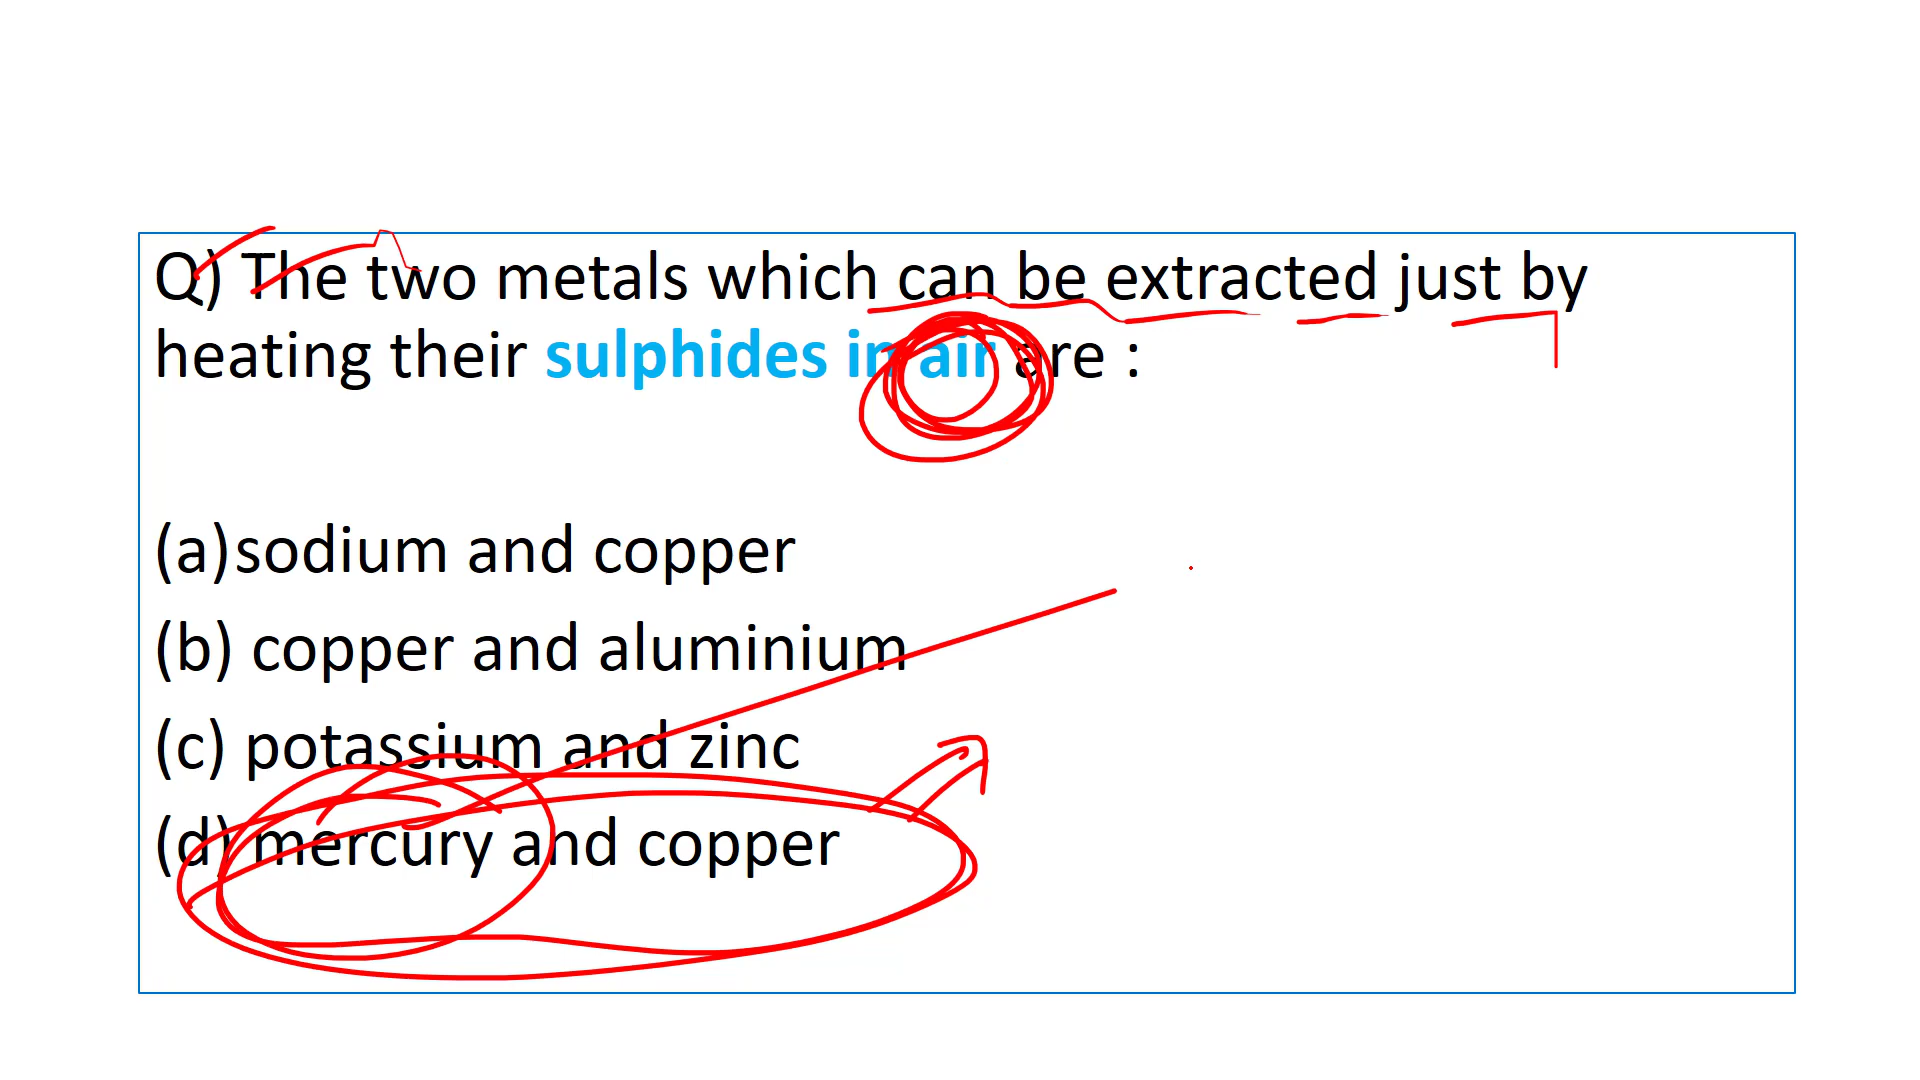 Q) The two metals which can be extracted just by
heating their sulphides in air are :
(a)sodium and copper
(b) copper and aluminium
(c) potassium and zinc
(d) mercury and copper